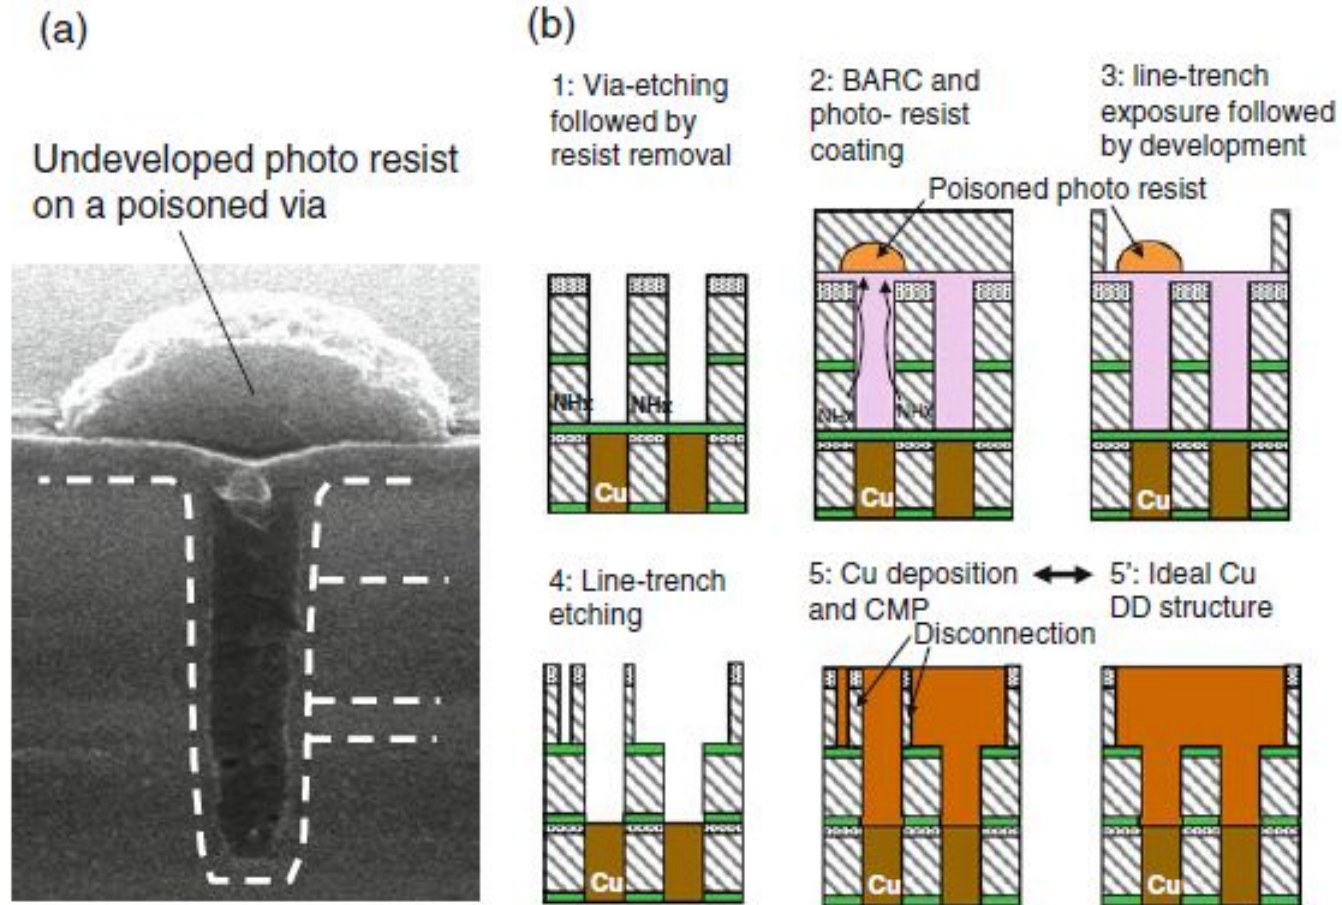 (a)
Undeveloped photo resist
on a poisoned via
(b)
1: Via-etching
followed by
resist removal
2: BARC and
photo- resist
coating
3: line-trench
exposure followed
by development
Poisoned photo resist
NHx
NHx
Cu
NHx
NHx
Cu
Cu
4: Line-trench
etching
5: Cu deposition
and CMP
5': Ideal Cu
DD structure
Disconnection
Cu
Cu
Cu